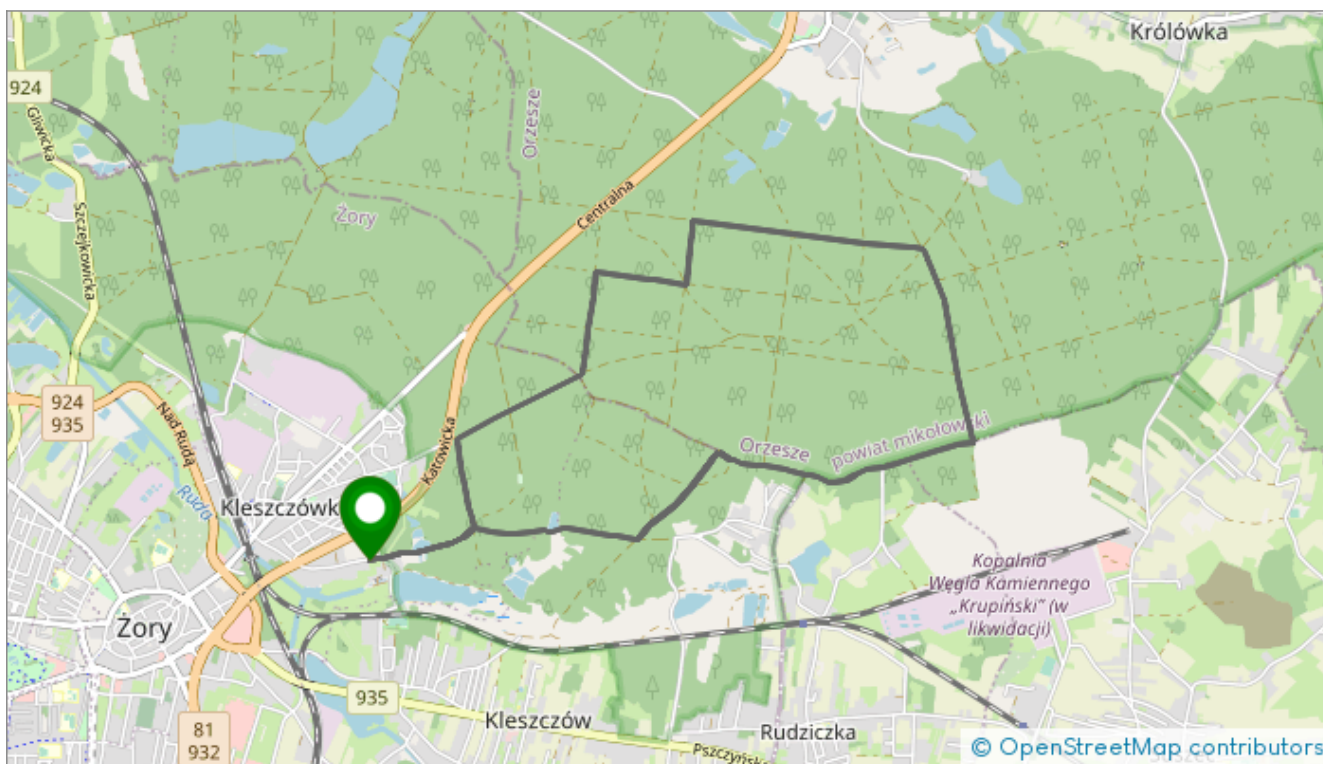 Królówka
924
Gliwicka
Orzesze
Szczejkowicka
Żory
Centralna
924
935
Nad Rudą
Katowicka
Orzesze
powiat mikołowski
Ruda
Kleszczówk
Kopalnia
Węgla Kamiennego
„Krupiński” (w
likwidacji)
Żory
935
81
932
Kleszczów
Rudziczka
Pszczyńska
© OpenStreetMap contributors